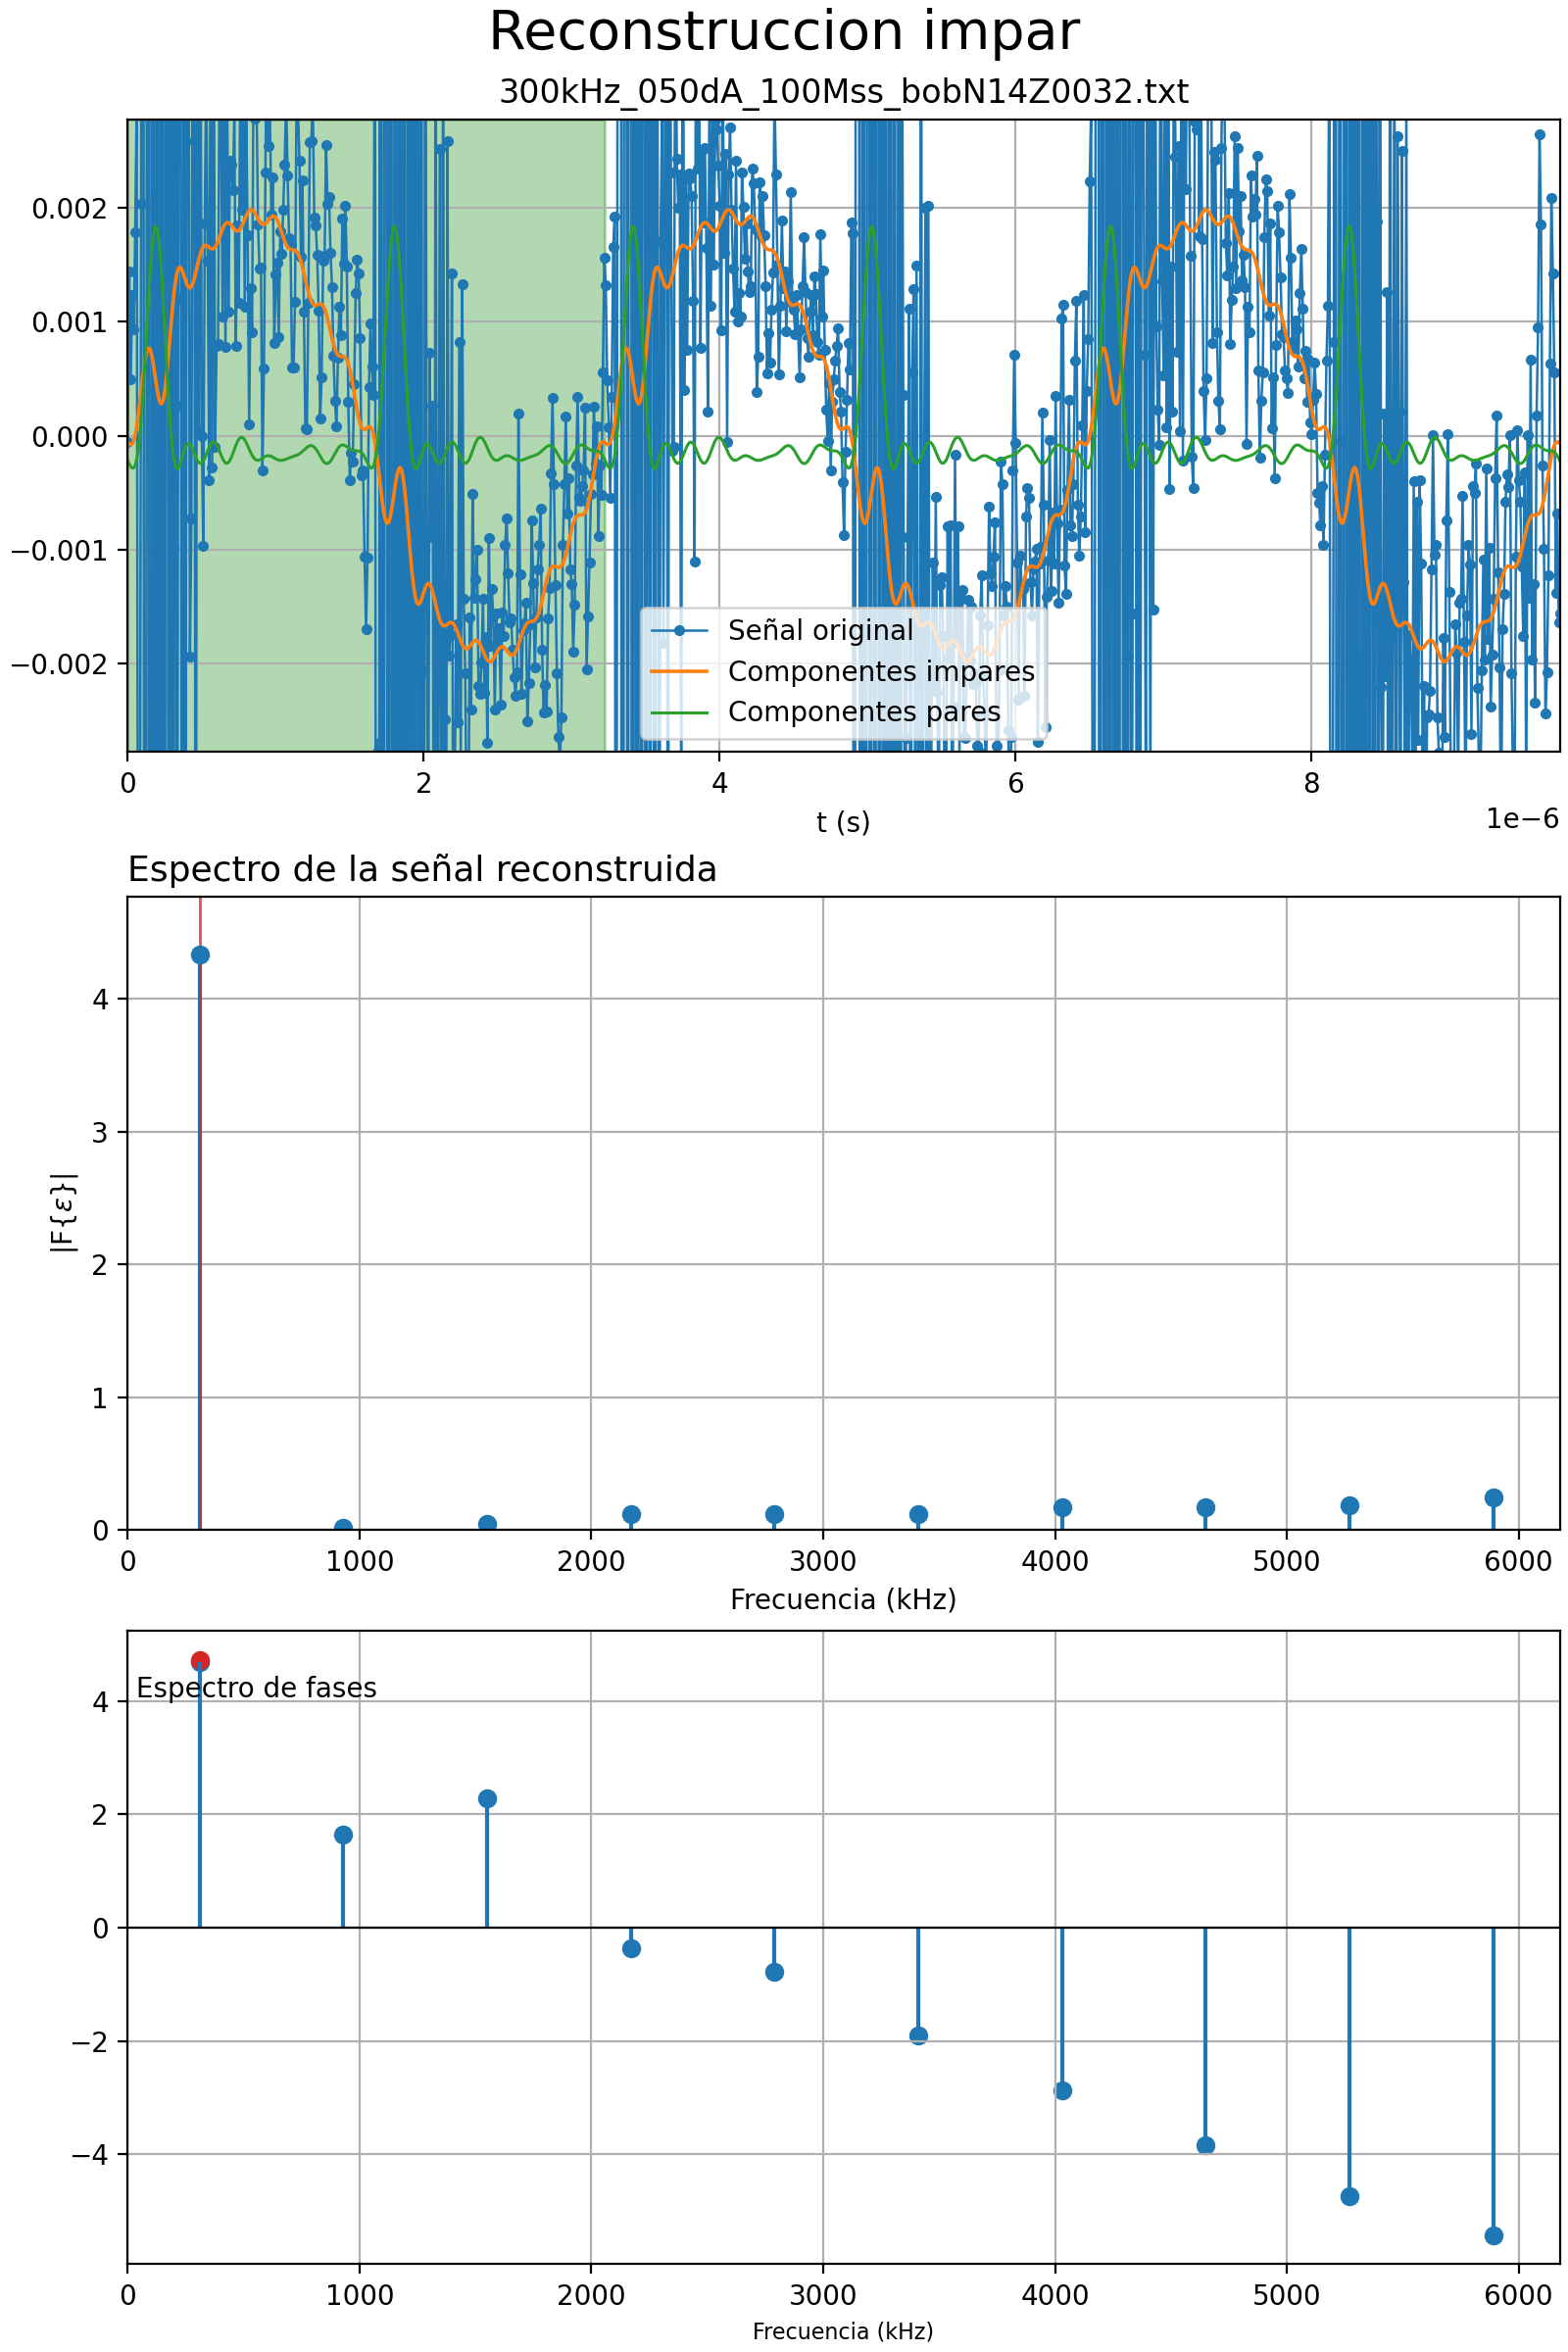 Reconstruccion impar
300kHz_050dA_100Mss_bobN14Z0032.txt
0.002
0.001
0.000
−0.001
−0.002
Señal original
Componentes impares
Componentes pares
0 2 4 6 8
1e−6
t (s)
Espectro de la señal reconstruida
4
3
2
1
0
|F{ε}|
0 1000 2000 3000 4000 5000 6000
Frecuencia (kHz)
Espectro de fases
4
2
0
−2
−4
0 1000 2000 3000 4000 5000 6000
Frecuencia (kHz)